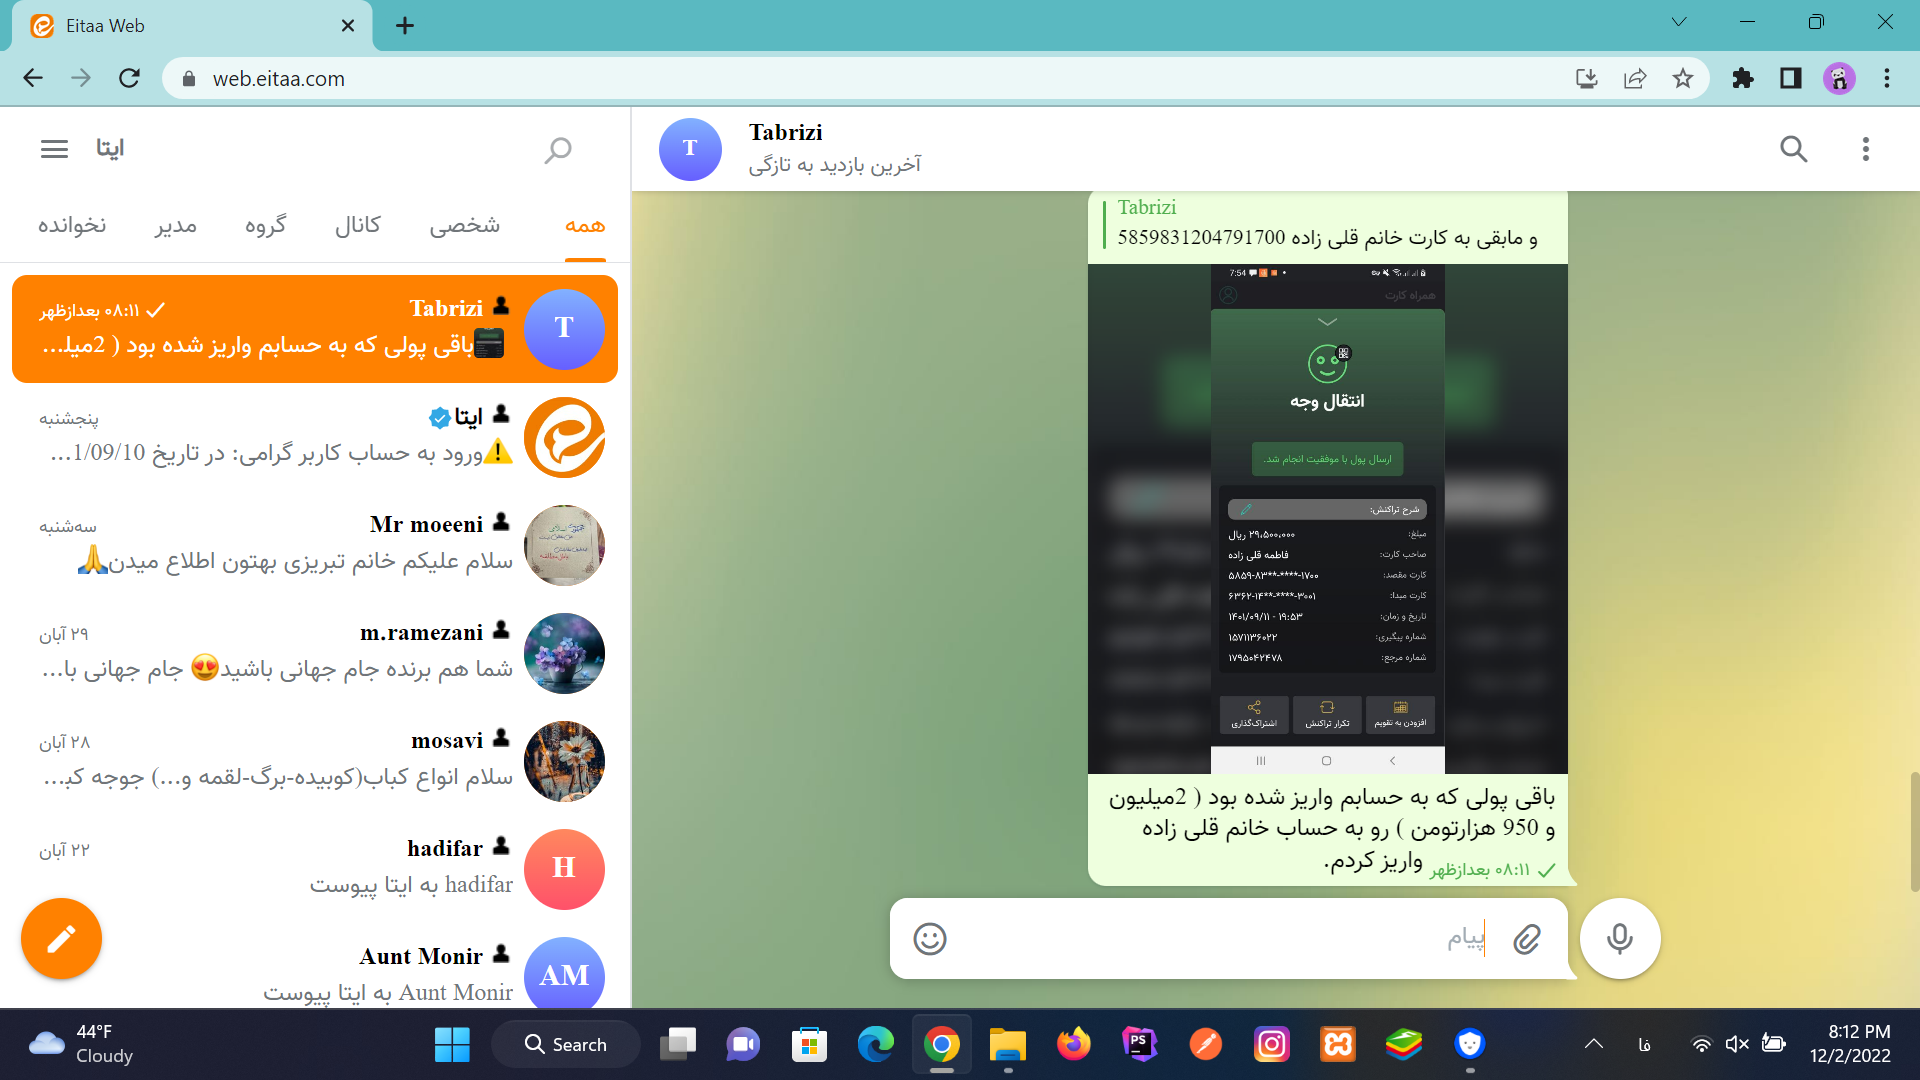 Eitaa Web
web.eitaa.com
ایتا
همه
شخصی
کانال
گروه
مدیر
نخوانده
Tabrizi
۰۸:۱۱ بعدازظهر
باقی پولی که به حسابم واریز شده بود ( 2میلـ...
T
ایتا
پنجشنبه
⚠️ورود به حساب کاربر گرامی: در تاریخ 1/09/10...
Mr moeeni
سه‌شنبه
سلام علیکم خانم تبریزی بهتون اطلاع میدن🙏
m.ramezani
۲۹ آبان
شما هم برنده جام جهانی باشید😍 جام جهانی با...
mosavi
۲۸ آبان
سلام انواع کباب(کوبیده-برگ-لقمه و...) جوجه کبـ...
hadifar
۲۲ آبان
hadifar به ایتا پیوست
H
Aunt Monir
Aunt Monir به ایتا پیوست
AM
T
Tabrizi
آخرین بازدید به تازگی
Tabrizi
و مابقی به کارت خانم قلی زاده 5859831204791700
7:54
همراه کارت
انتقال وجه
ارسال پول با موفقیت انجام شد.
شرح تراکنش:
مبلغ: ۲۹،۵۰۰،۰۰۰ ریال
صاحب کارت: فاطمه قلی زاده
کارت مقصد: ۵۸۵۹-۸۳**-****-۱۷۰۰
کارت مبدا: ۶۳۶۲-۱۴**-****-۳۰۰۱
تاریخ و زمان: ۱۴۰۱/۰۹/۱۱ - ۱۹:۵۳
شماره پیگیری: ۱۵۷۱۱۳۶۰۲۲
شماره مرجع: ۱۷۹۵۰۴۲۴۷۸
افزودن به تقویم
تکرار تراکنش
اشتراک‌گذاری
باقی پولی که به حسابم واریز شده بود ( 2میلیون
و 950 هزارتومن ) رو به حساب خانم قلی زاده
واریز کردم.
۰۸:۱۱ بعدازظهر
پیام
44°F
Cloudy
Search
PS
فا
8:12 PM
12/2/2022